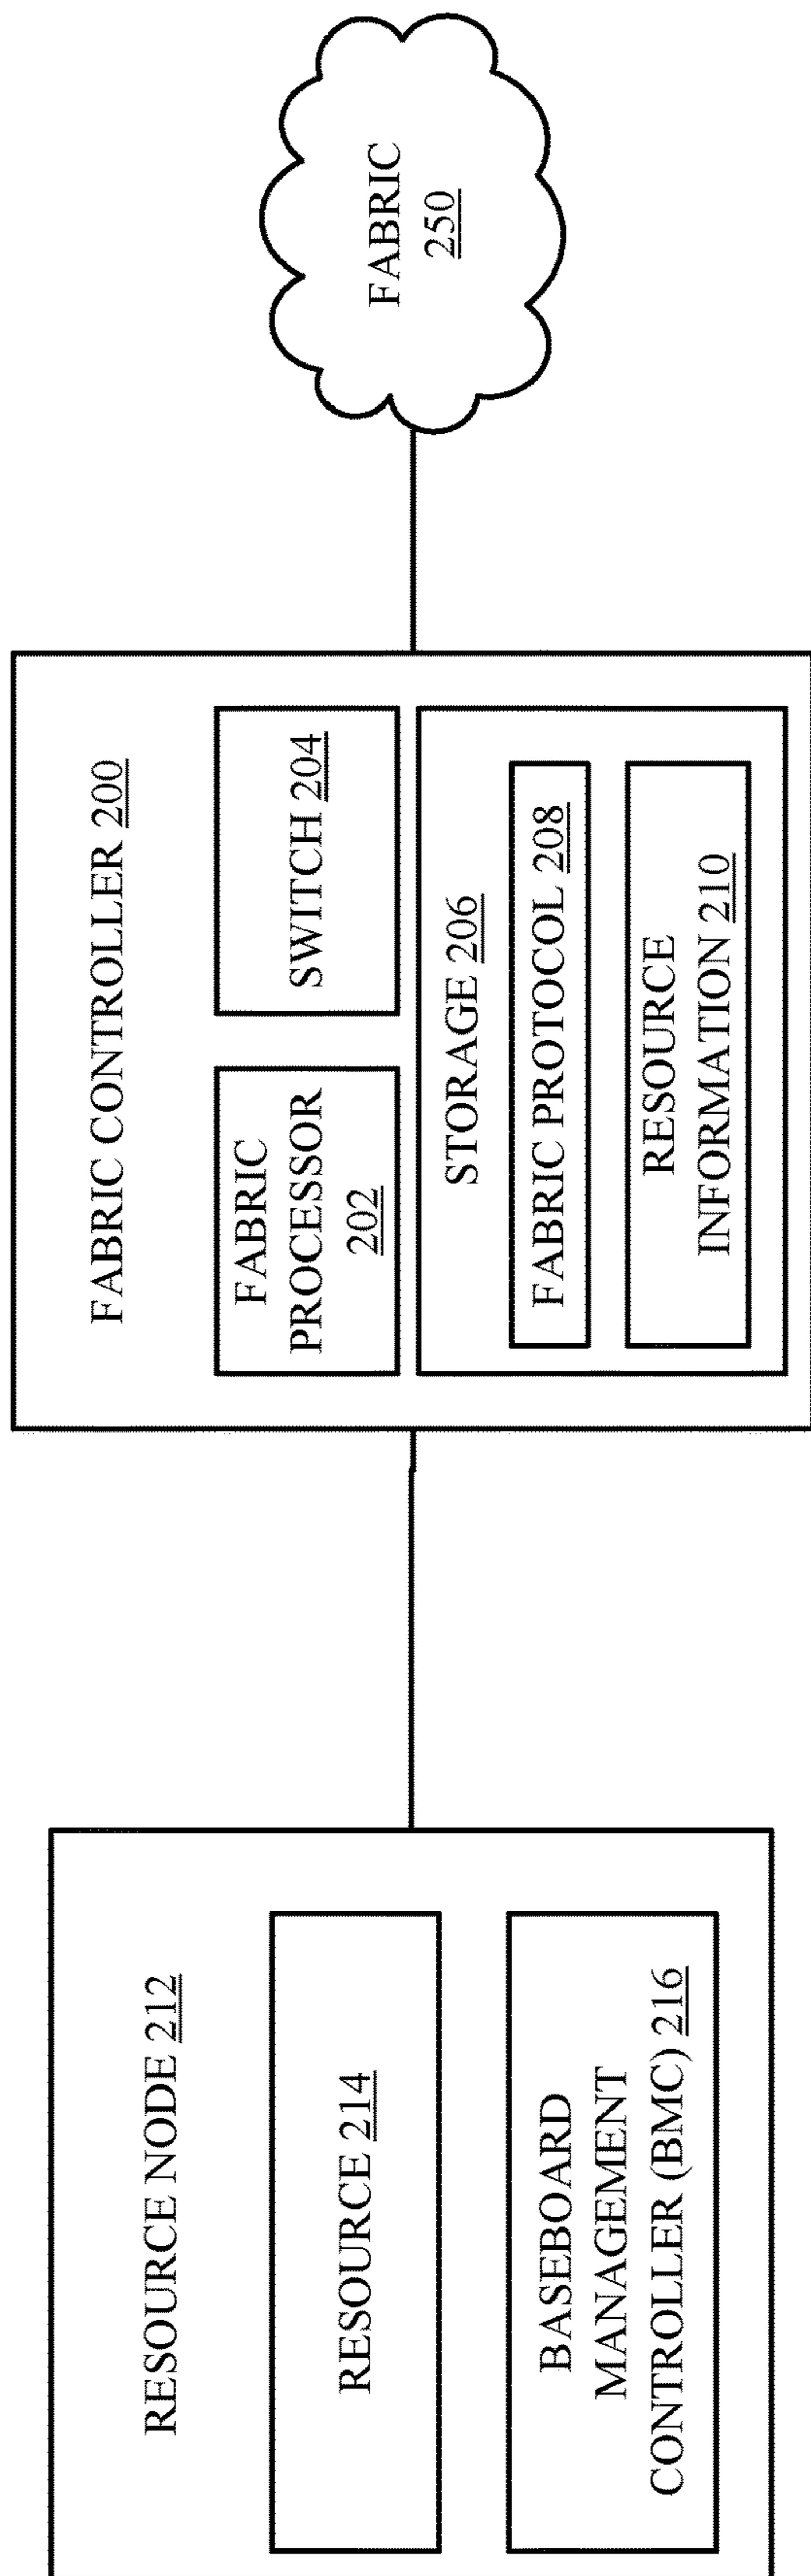 RESOURCE NODE 212
RESOURCE 214
BASEBOARD
MANAGEMENT
CONTROLLER (BMC) 216
FABRIC CONTROLLER 200
FABRIC
PROCESSOR
202
SWITCH 204
STORAGE 206
FABRIC PROTOCOL 208
RESOURCE
INFORMATION 210
FABRIC
250